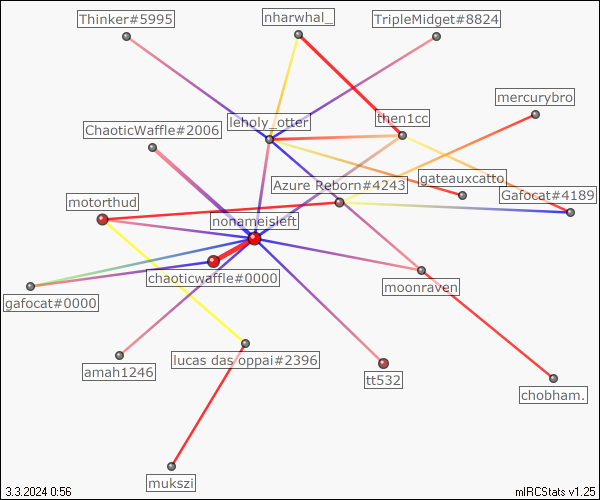 Thinker#5995
nharwhal_
TripleMidget#8824
mercurybro
leholy_otter
then1cc
ChaoticWaffle#2006
gateauxcatto
Azure Reborn#4243
Gafocat#4189
motorthud
nonameisleft
chaoticwaffle#0000
moonraven
gafocat#0000
lucas das oppai#2396
amah1246
tt532
chobham.
mukszi
3.3.2024 0:56
mIRCStats v1.25